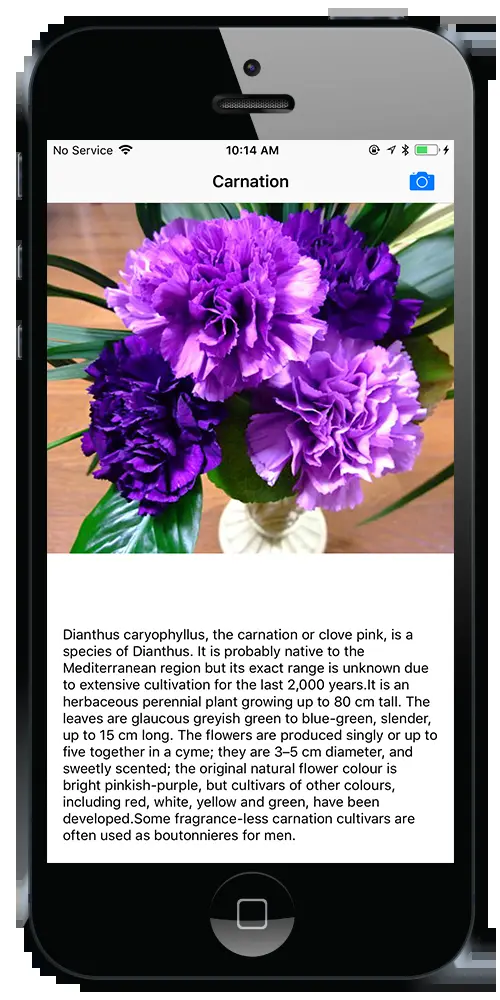 No Service 10:14 AM
Carnation
Dianthus caryophyllus, the carnation or clove pink, is a
species of Dianthus. It is probably native to the
Mediterranean region but its exact range is unknown due
to extensive cultivation for the last 2,000 years.It is an
herbaceous perennial plant growing up to 80 cm tall. The
leaves are glaucous greyish green to blue-green, slender,
up to 15 cm long. The flowers are produced singly or up to
five together in a cyme; they are 3–5 cm diameter, and
sweetly scented; the original natural flower colour is
bright pinkish-purple, but cultivars of other colours,
including red, white, yellow and green, have been
developed.Some fragrance-less carnation cultivars are
often used as boutonnieres for men.